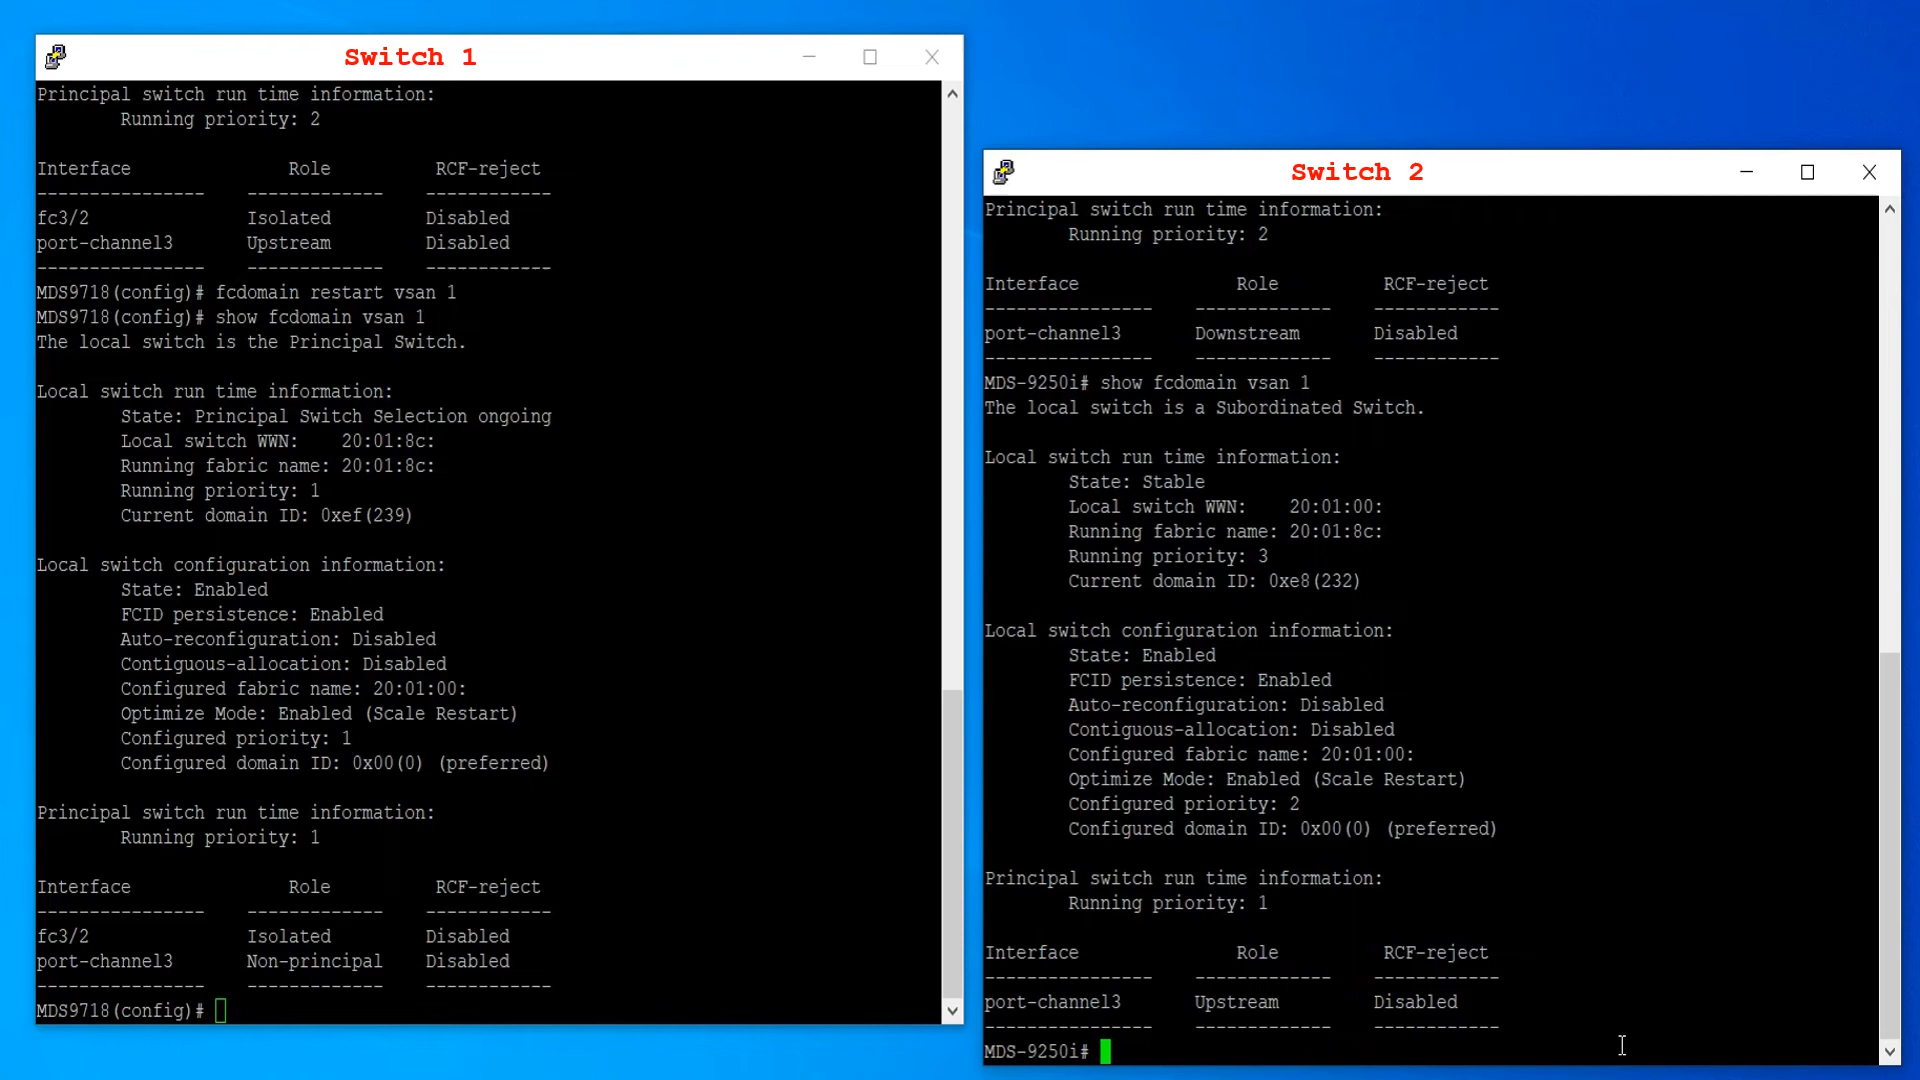 Switch 1
Principal switch run time information:
Running priority: 2
Interface Role RCF-reject
---------------- ------------- ------------
fc3/2 Isolated Disabled
port-channel3 Upstream Disabled
---------------- ------------- ------------
MDS9718(config)# fcdomain restart vsan 1
MDS9718(config)# show fcdomain vsan 1
The local switch is the Principal Switch.
Local switch run time information:
State: Principal Switch Selection ongoing
Local switch WWN: 20:01:8c:
Running fabric name: 20:01:8c:
Running priority: 1
Current domain ID: 0xef(239)
Local switch configuration information:
State: Enabled
FCID persistence: Enabled
Auto-reconfiguration: Disabled
Contiguous-allocation: Disabled
Configured fabric name: 20:01:00:
Optimize Mode: Enabled (Scale Restart)
Configured priority: 1
Configured domain ID: 0x00(0) (preferred)
Principal switch run time information:
Running priority: 1
Interface Role RCF-reject
---------------- ------------- ------------
fc3/2 Isolated Disabled
port-channel3 Non-principal Disabled
---------------- ------------- ------------
MDS9718(config)#
Switch 2
Principal switch run time information:
Running priority: 2
Interface Role RCF-reject
---------------- ------------- ------------
port-channel3 Downstream Disabled
---------------- ------------- ------------
MDS-9250i# show fcdomain vsan 1
The local switch is a Subordinated Switch.
Local switch run time information:
State: Stable
Local switch WWN: 20:01:00:
Running fabric name: 20:01:8c:
Running priority: 3
Current domain ID: 0xe8(232)
Local switch configuration information:
State: Enabled
FCID persistence: Enabled
Auto-reconfiguration: Disabled
Contiguous-allocation: Disabled
Configured fabric name: 20:01:00:
Optimize Mode: Enabled (Scale Restart)
Configured priority: 2
Configured domain ID: 0x00(0) (preferred)
Principal switch run time information:
Running priority: 1
Interface Role RCF-reject
---------------- ------------- ------------
port-channel3 Upstream Disabled
---------------- ------------- ------------
MDS-9250i#